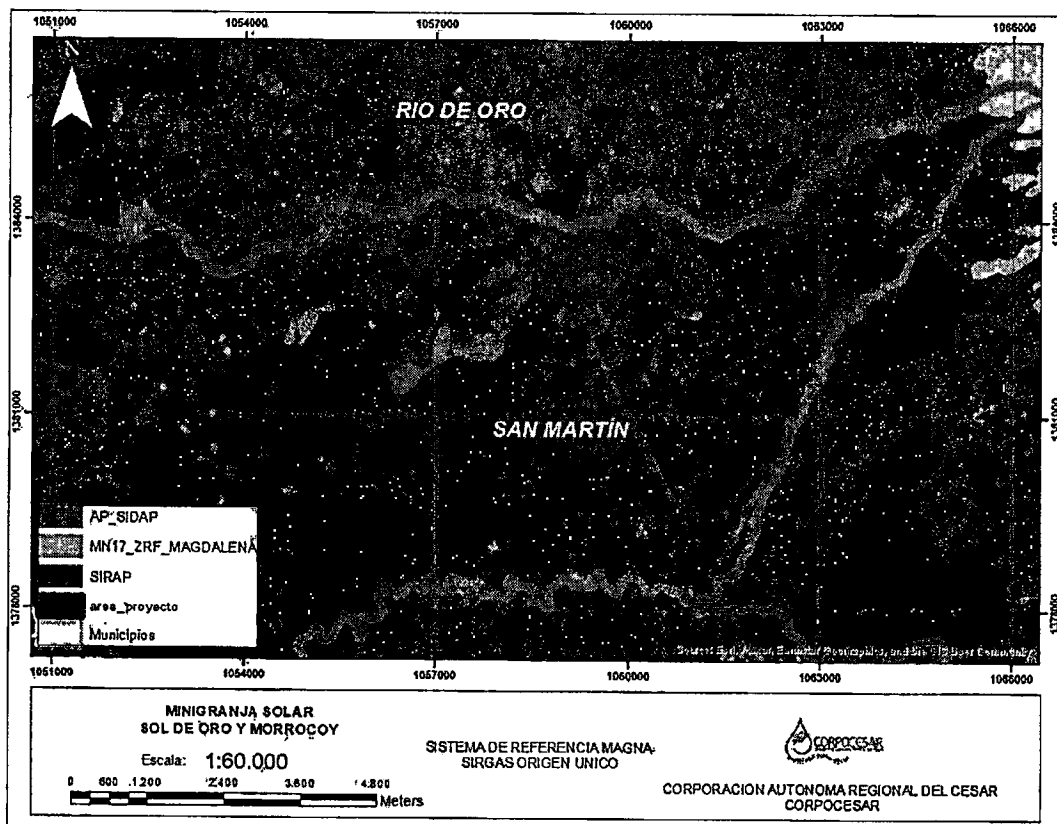 1051000 1054000 1057000 1060000 1063000 1066000
N
RIO DE ORO
1384000
1381000 1381000
SAN MARTÍN
AP_SIDAP
MN17_ZRF_MAGDALENA
SIRAP
area_proyecto
Municipios
1378000 1378000
1051000 1054000 1057000 1060000 1063000 1066000
MINIGRANJA SOLAR
SOL DE ORO Y MORROCOY
Escala: 1:60.000
0 600 1.200 2.400 3.600 4.800
Meters
SISTEMA DE REFERENCIA MAGNA-
SIRGAS ORIGEN UNICO
CORPOCESAR
CORPORACION AUTONOMA REGIONAL DEL CESAR
CORPOCESAR